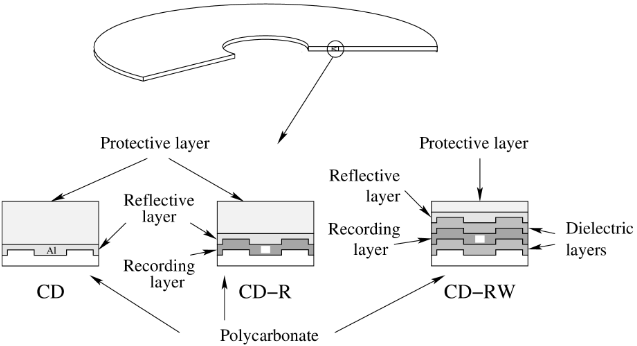 Protective layer
Protective layer
Reflective
layer
Reflective
layer
Recording
layer
Dielectric
layers
Al
Recording
layer
CD
CD–R
CD–RW
Polycarbonate